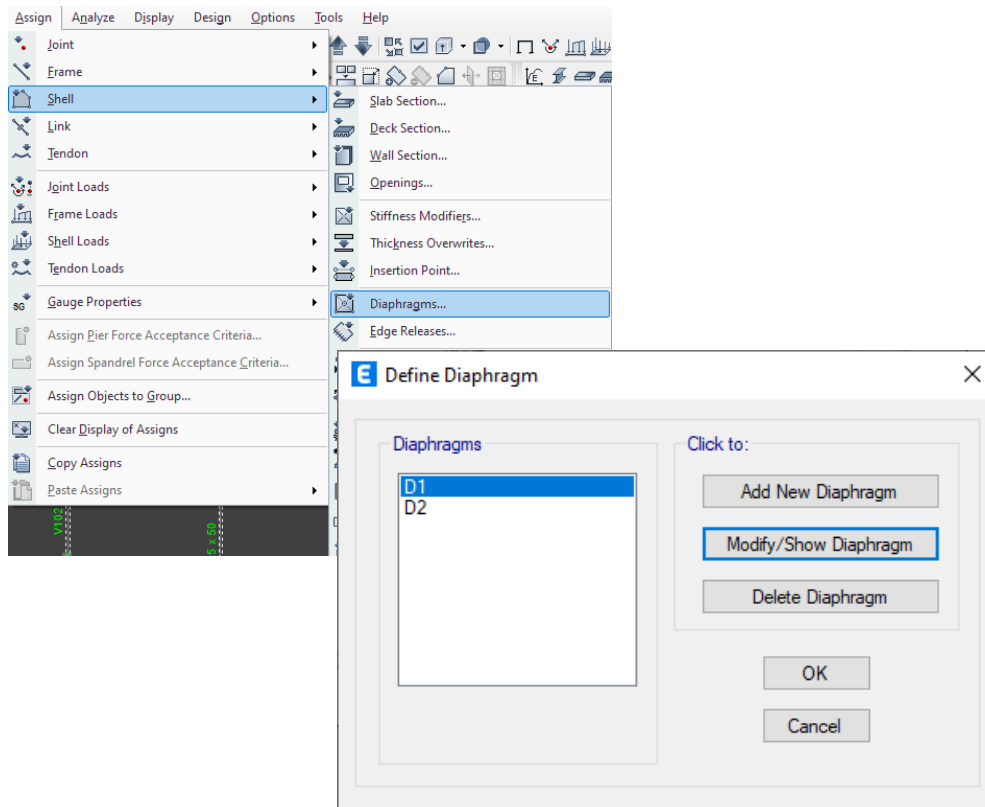 Assign Analyze Display Design Options Tools Help
Joint
Frame
Shell
Link
Tendon
Joint Loads
Frame Loads
Shell Loads
Tendon Loads
SG Gauge Properties
Assign Pier Force Acceptance Criteria...
Assign Spandrel Force Acceptance Criteria...
Assign Objects to Group...
Clear Display of Assigns
Copy Assigns
Paste Assigns
Slab Section...
Deck Section...
Wall Section...
Openings...
Stiffness Modifiers...
Thickness Overwrites...
Insertion Point...
Diaphragms...
Edge Releases...
V102
5 x 50
E Define Diaphragm
Diaphragms
D1
D2
Click to:
Add New Diaphragm
Modify/Show Diaphragm
Delete Diaphragm
OK
Cancel